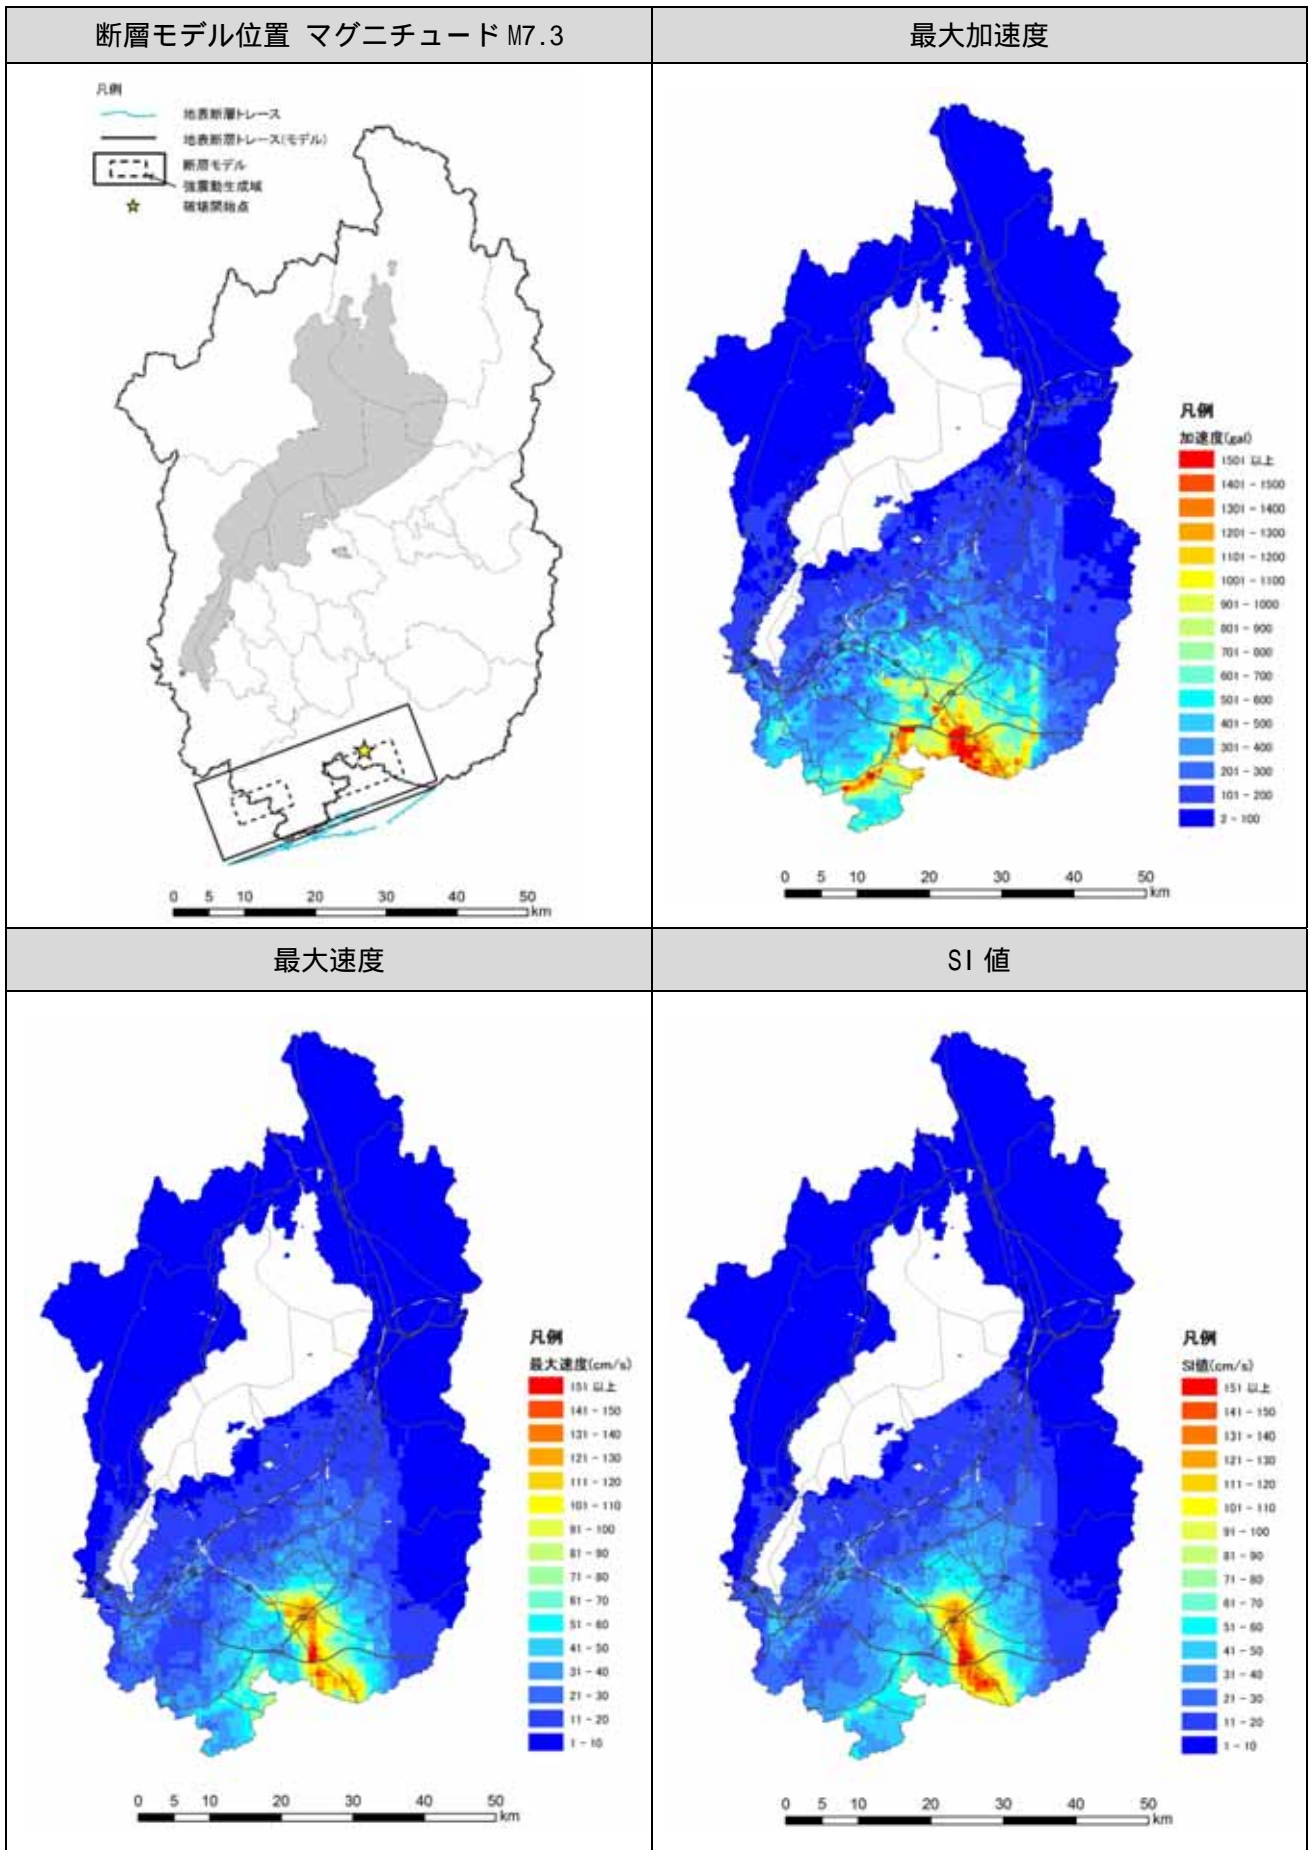 断層モデル位置 マグニチュード M7.3
凡例
地表断層トレース
地表断層トレース(モデル)
断層モデル
強震動生成域
破壊開始点
0 5 10 20 30 40 50
km
最大加速度
凡例
加速度(gal)
1501 以上
1401 - 1500
1301 - 1400
1201 - 1300
1101 - 1200
1001 - 1100
901 - 1000
801 - 900
701 - 800
601 - 700
501 - 600
401 - 500
301 - 400
201 - 300
101 - 200
2 - 100
0 5 10 20 30 40 50
km
最大速度
凡例
最大速度(cm/s)
151 以上
141 - 150
131 - 140
121 - 130
111 - 120
101 - 110
91 - 100
81 - 90
71 - 80
61 - 70
51 - 60
41 - 50
31 - 40
21 - 30
11 - 20
1 - 10
0 5 10 20 30 40 50
km
SI 値
凡例
SI値(cm/s)
151 以上
141 - 150
131 - 140
121 - 130
111 - 120
101 - 110
91 - 100
81 - 90
71 - 80
61 - 70
51 - 60
41 - 50
31 - 40
21 - 30
11 - 20
1 - 10
0 5 10 20 30 40 50
km